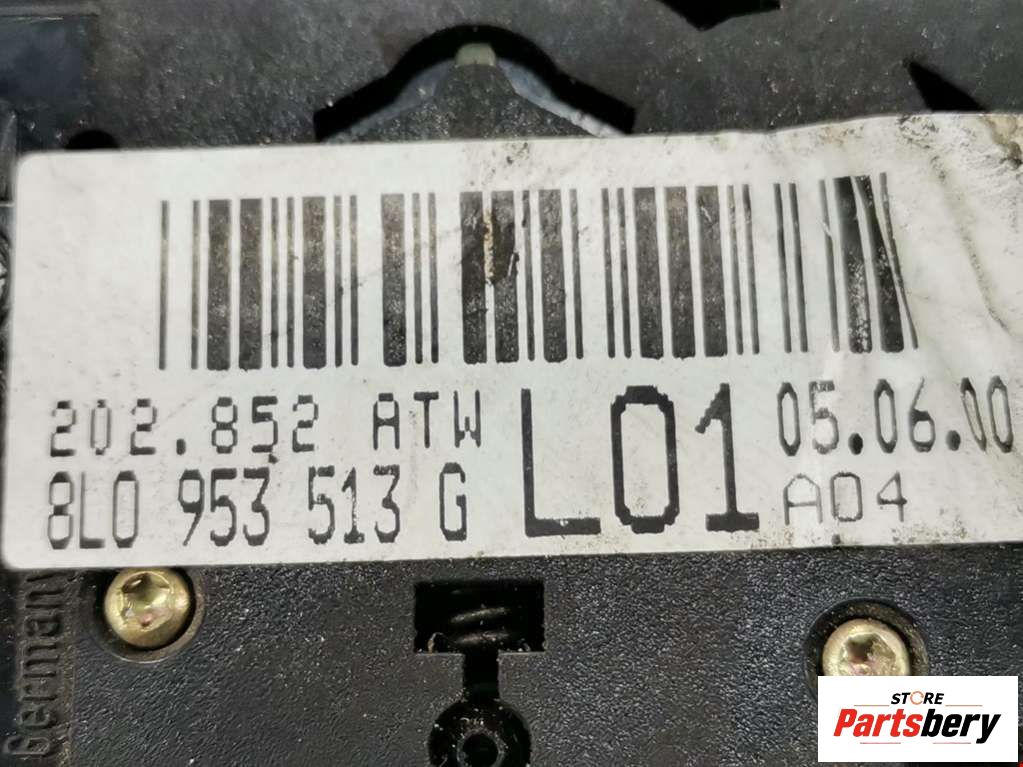 202.852 ATW
8L0 953 513 G
L01
05.06.00
A04
Germany
STORE
Partsbery